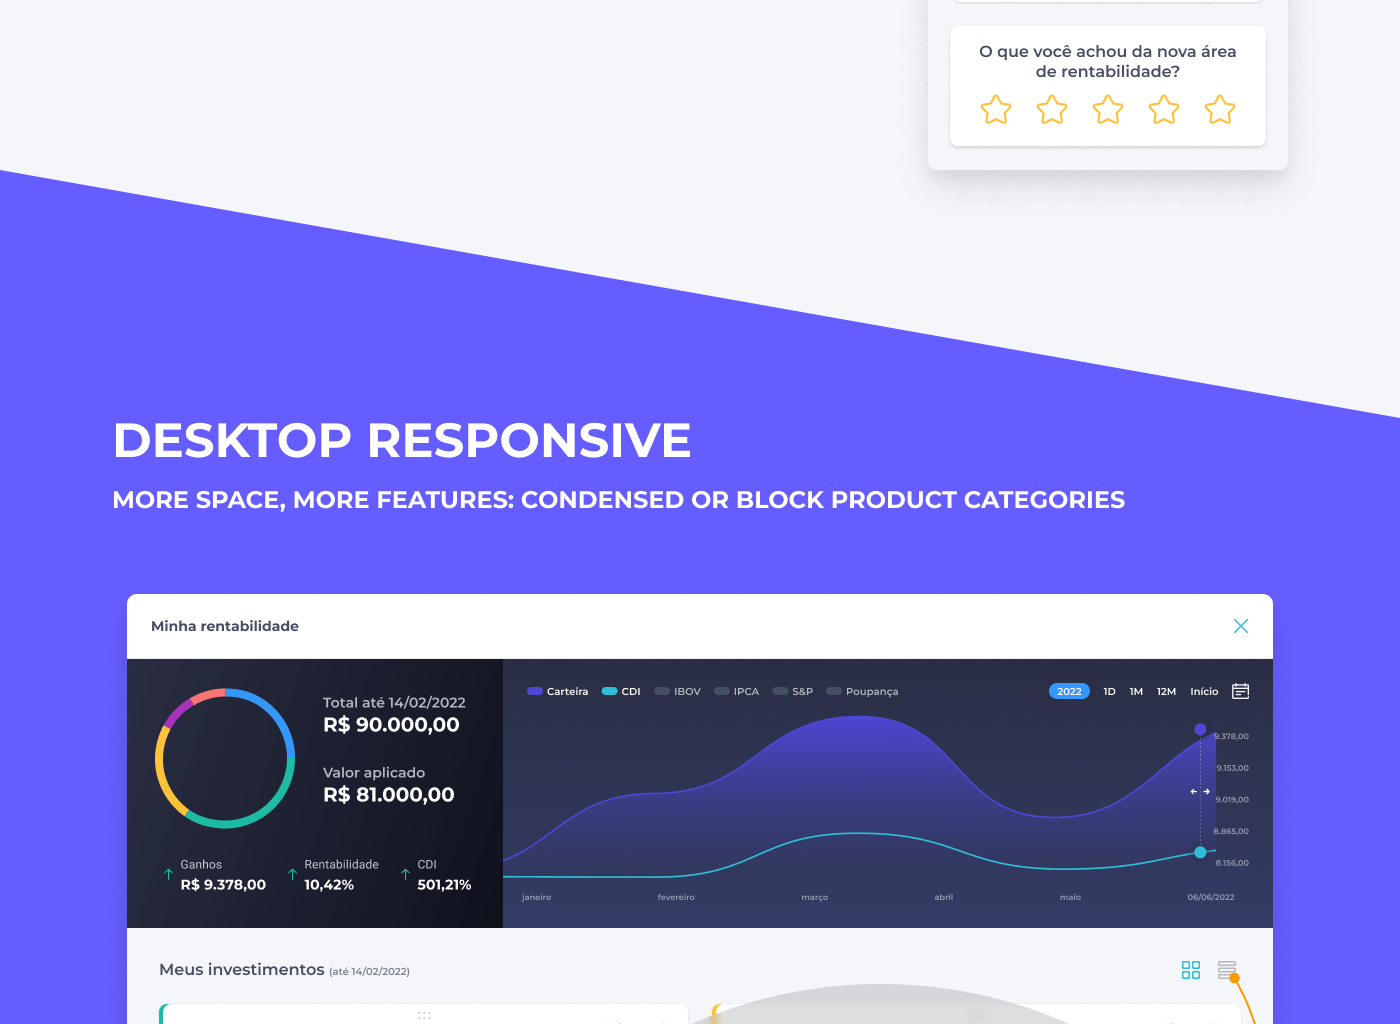 O que você achou da nova área
de rentabilidade?
DESKTOP RESPONSIVE
MORE SPACE, MORE FEATURES: CONDENSED OR BLOCK PRODUCT CATEGORIES
Minha rentabilidade
Total até 14/02/2022
R$ 90.000,00
Valor aplicado
R$ 81.000,00
Ganhos
R$ 9.378,00
Rentabilidade
10,42%
CDI
501,21%
Carteira CDI IBOV IPCA S&P Poupança
2022 1D 1M 12M Início
9.378,00
9.153,00
9.019,00
8.865,00
8.156,00
janeiro fevereiro março abril maio 06/06/2022
Meus investimentos (até 14/02/2022)